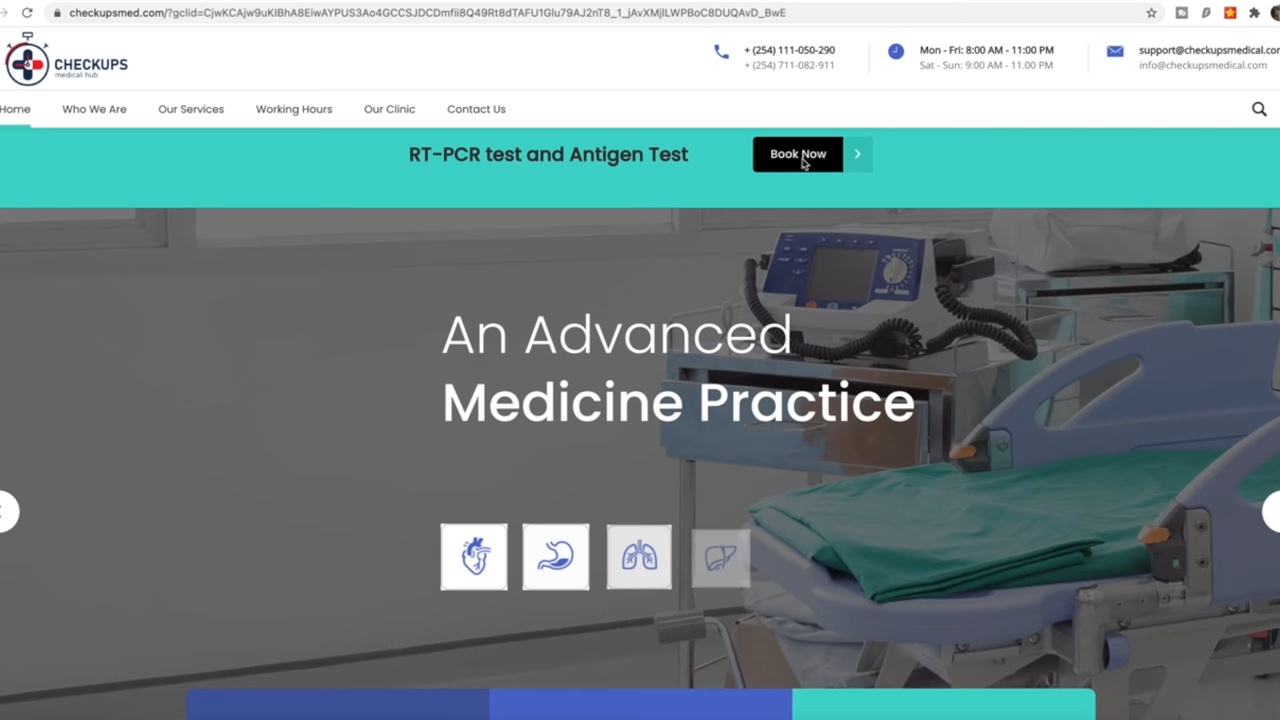 checkupsmed.com/?gclid=CjwKCAjw9uKIBhA8EiwAYPUS3Ao4GCCSJDCDmfii8Q49Rt8dTAFU1Glu79AJ2nT8_1_jAvXMjlLWPBoC8DUQAvD_BwE
CHECKUPS
medical hub
+ (254) 111-050-290
+ (254) 711-082-911
Mon - Fri: 8:00 AM - 11:00 PM
Sat - Sun: 9:00 AM - 11.00 PM
support@checkupsmedical.cor
info@checkupsmedical.com
Home Who We Are Our Services Working Hours Our Clinic Contact Us
RT-PCR test and Antigen Test Book Now
An Advanced
Medicine Practice